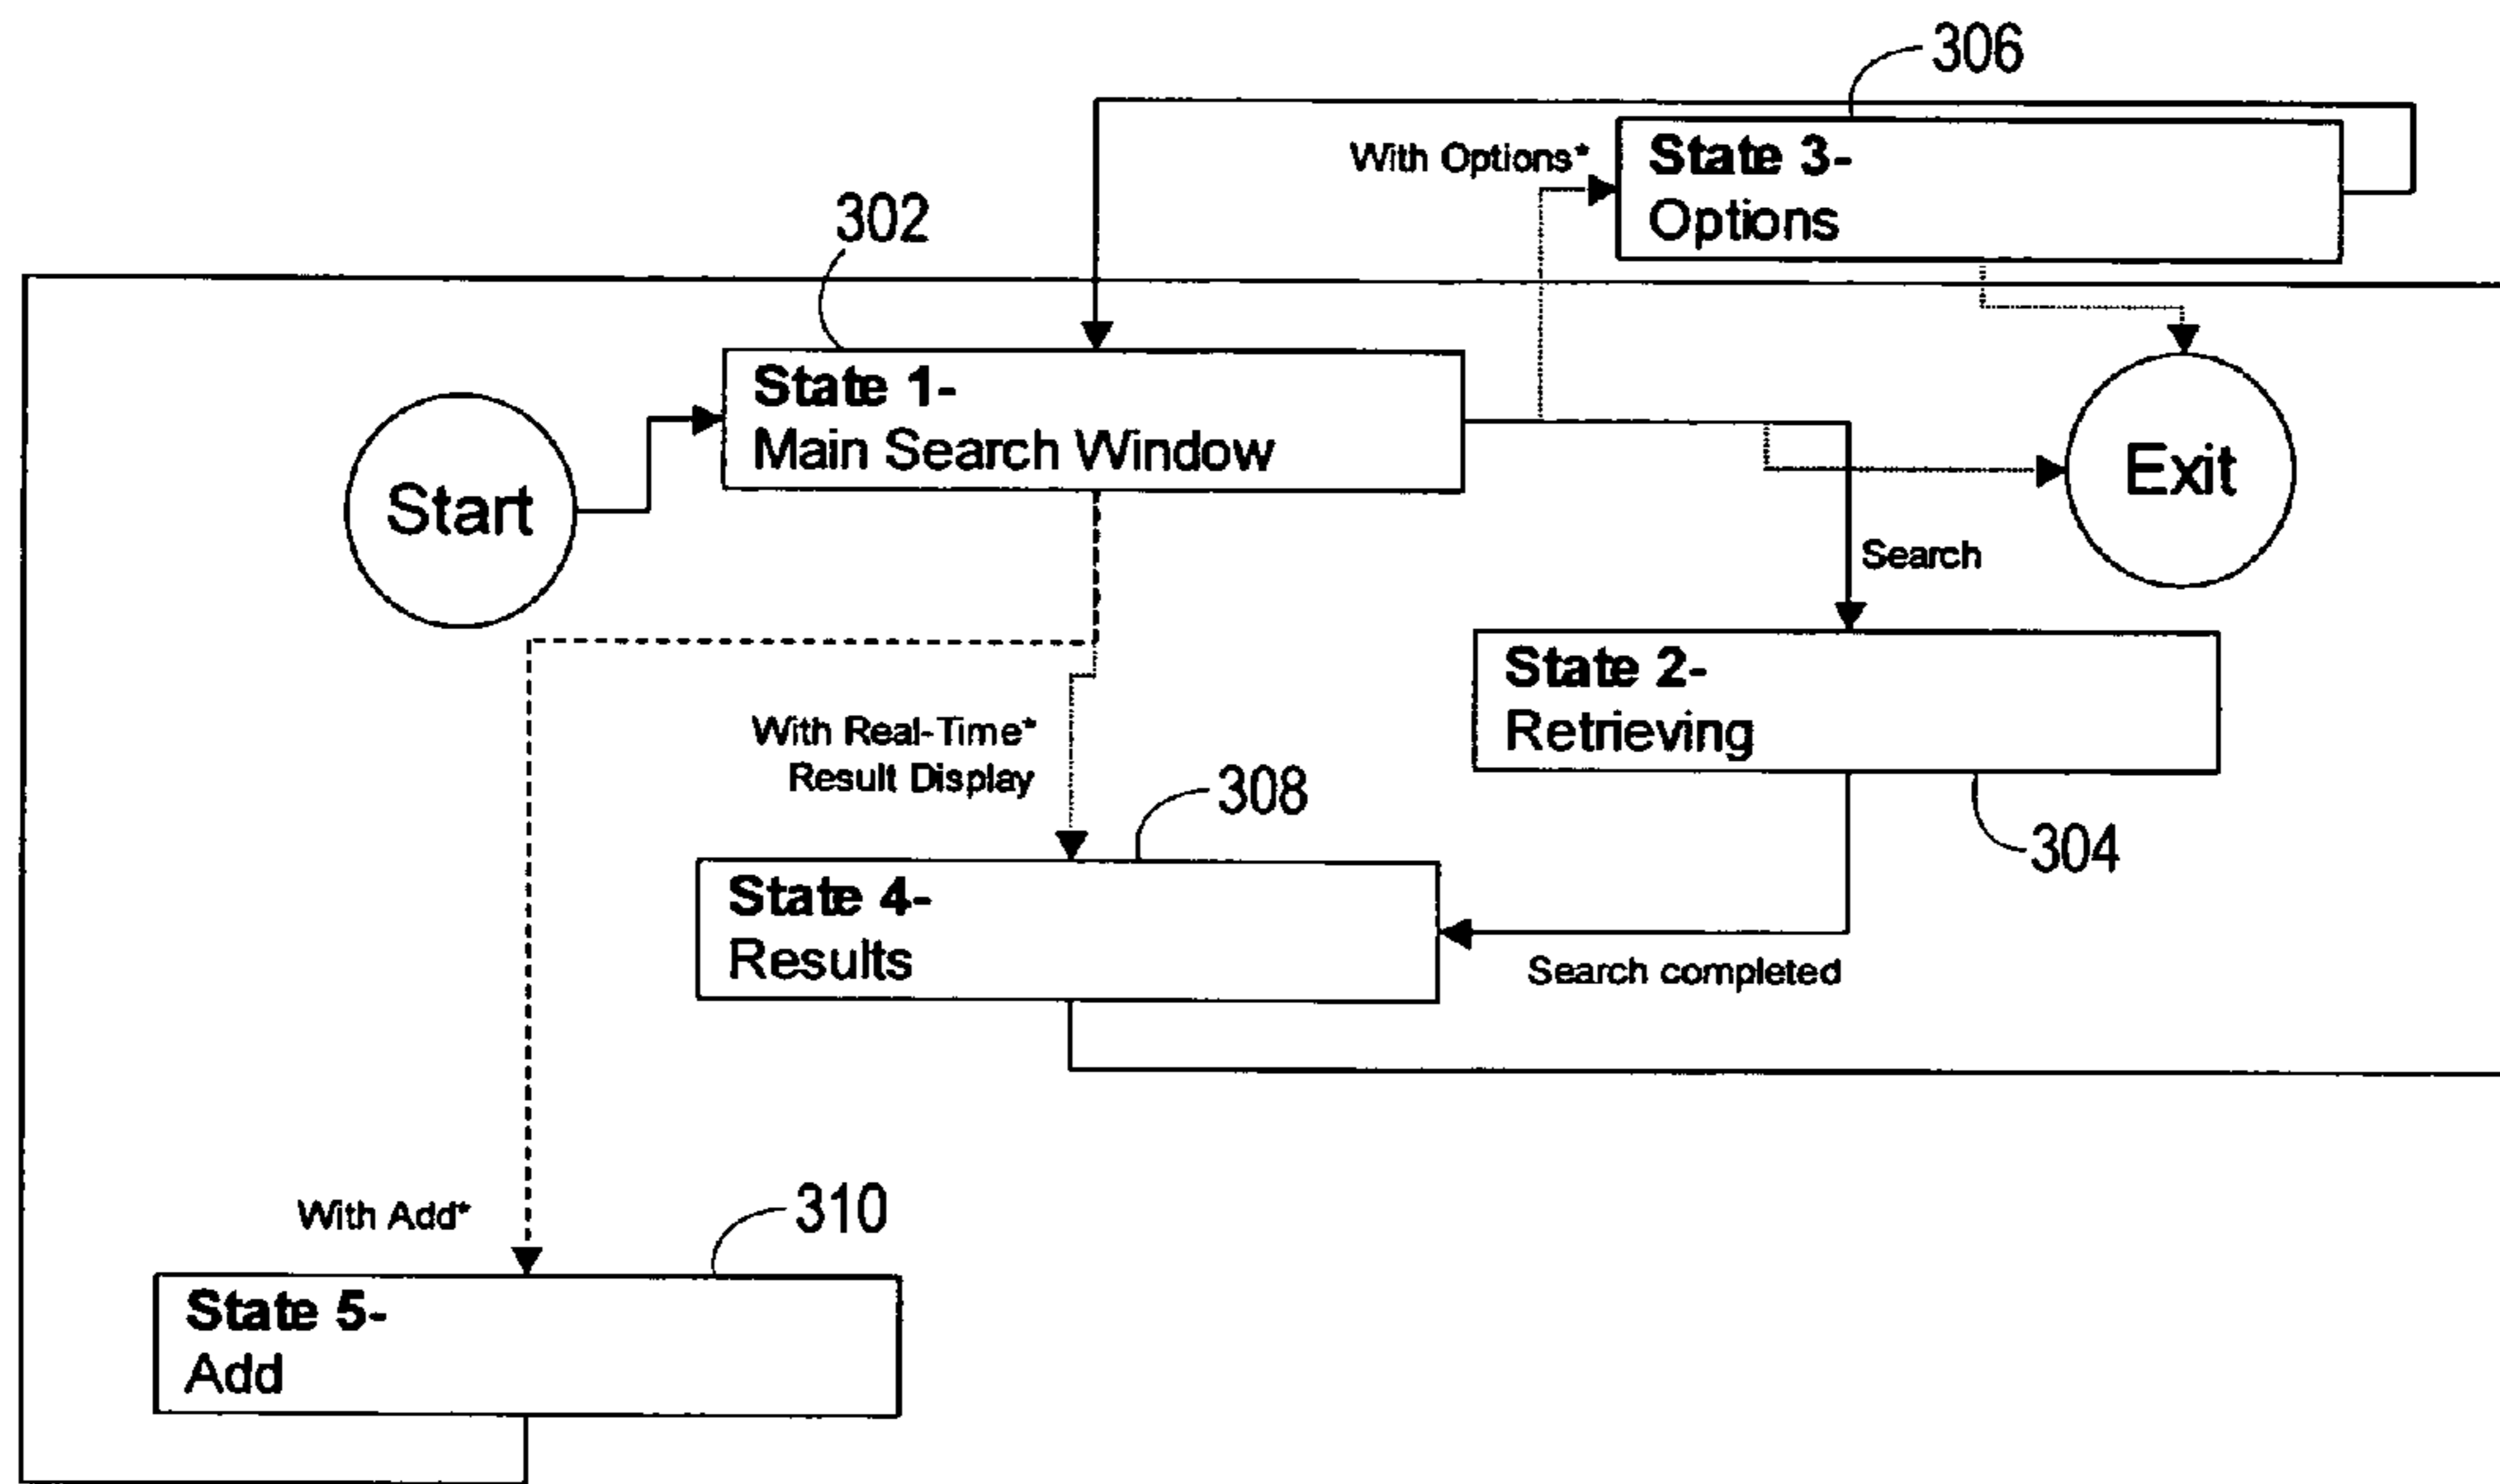 306
With Options*
State 3-
Options
302
State 1-
Main Search Window
Start
Exit
Search
State 2-
Retrieving
With Real-Time*
Result Display
308
304
State 4-
Results
Search completed
With Add*
310
State 5-
Add